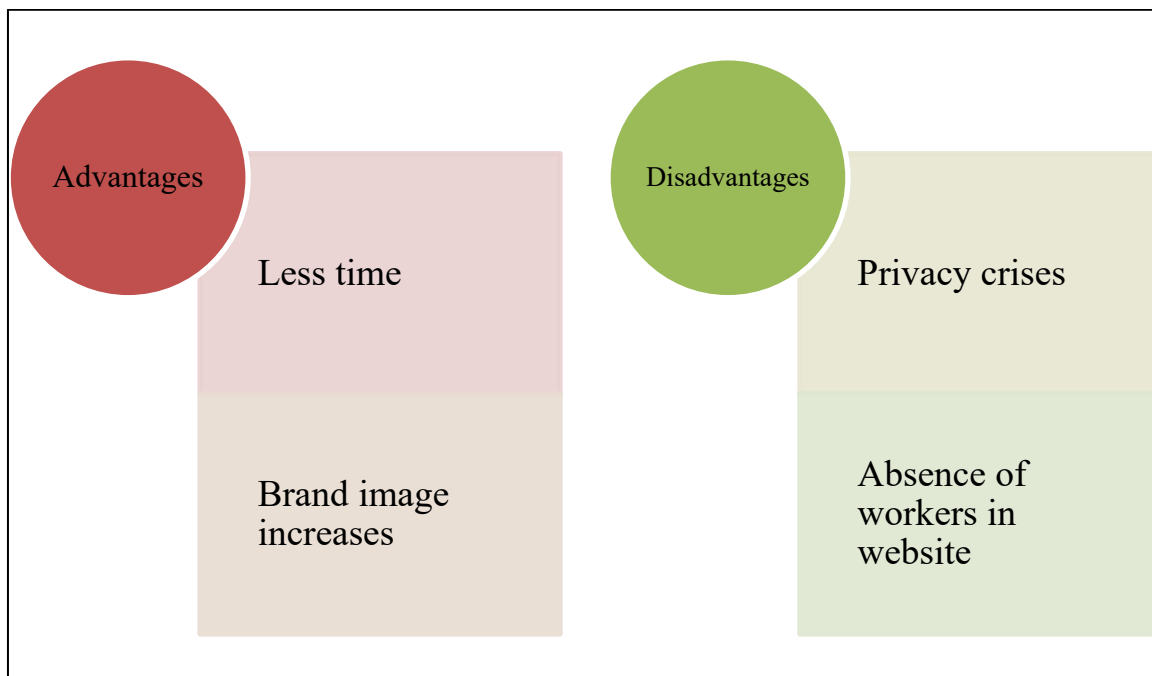 Advantages
Less time
Brand image
increases
Disadvantages
Privacy crises
Absence of
workers in
website